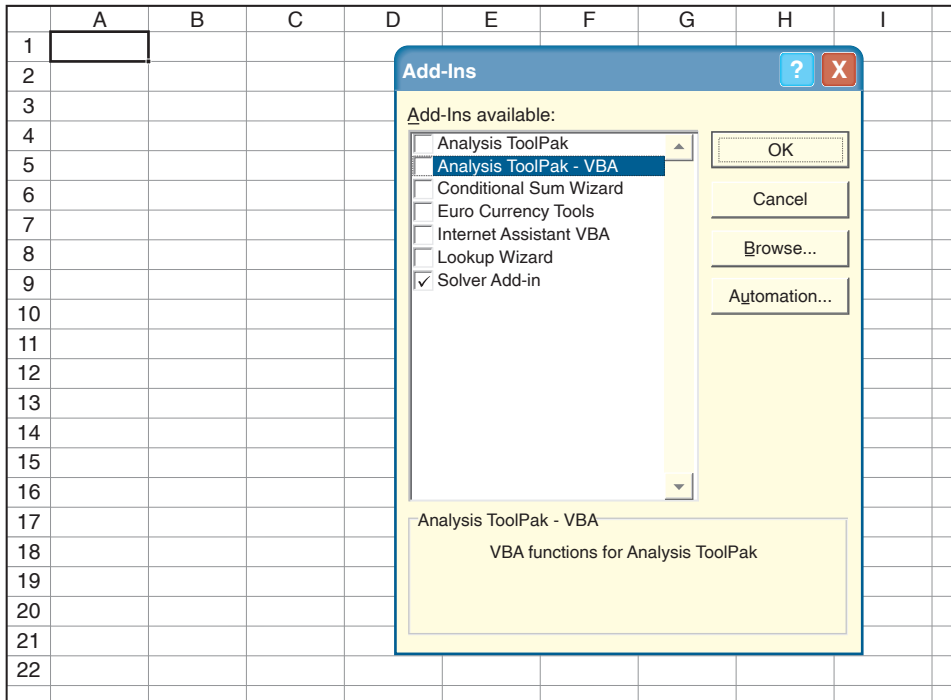 A B C D E F G H I
1
2
Add-Ins ? X
3
Add-Ins available:
4
Analysis ToolPak
OK
5
Analysis ToolPak - VBA
6
Conditional Sum Wizard
Cancel
7
Euro Currency Tools
Internet Assistant VBA
8
Lookup Wizard
Browse...
9
Solver Add-in
Automation...
10
11
12
13
14
15
16
17
Analysis ToolPak - VBA
18
VBA functions for Analysis ToolPak
19
20
21
22